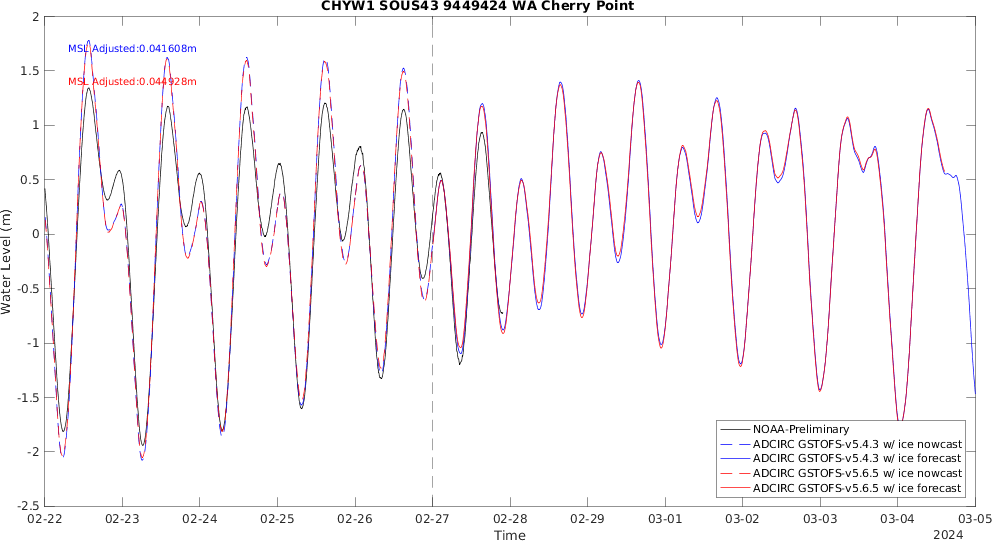 CHYW1 SOUS43 9449424 WA Cherry Point
MSL Adjusted:0.041608m
MSL Adjusted:0.044928m
Water Level (m)
2
1.5
1
0.5
0
-0.5
-1
-1.5
-2
-2.5
NOAA-Preliminary
ADCIRC GSTOFS-v5.4.3 w/ ice nowcast
ADCIRC GSTOFS-v5.4.3 w/ ice forecast
ADCIRC GSTOFS-v5.6.5 w/ ice nowcast
ADCIRC GSTOFS-v5.6.5 w/ ice forecast
02-22 02-23 02-24 02-25 02-26 02-27 02-28 02-29 03-01 03-02 03-03 03-04 03-05
Time
2024